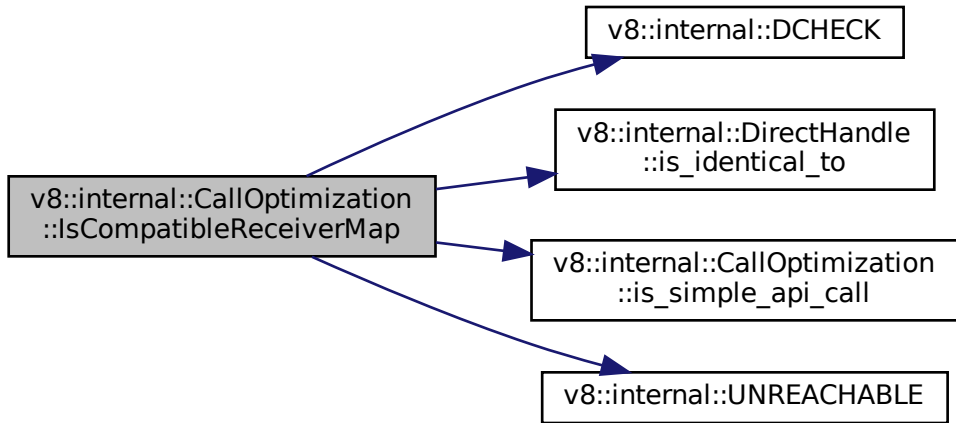 v8::internal::DCHECK
v8::internal::DirectHandle
::is_identical_to
v8::internal::CallOptimization
::IsCompatibleReceiverMap
v8::internal::CallOptimization
::is_simple_api_call
v8::internal::UNREACHABLE